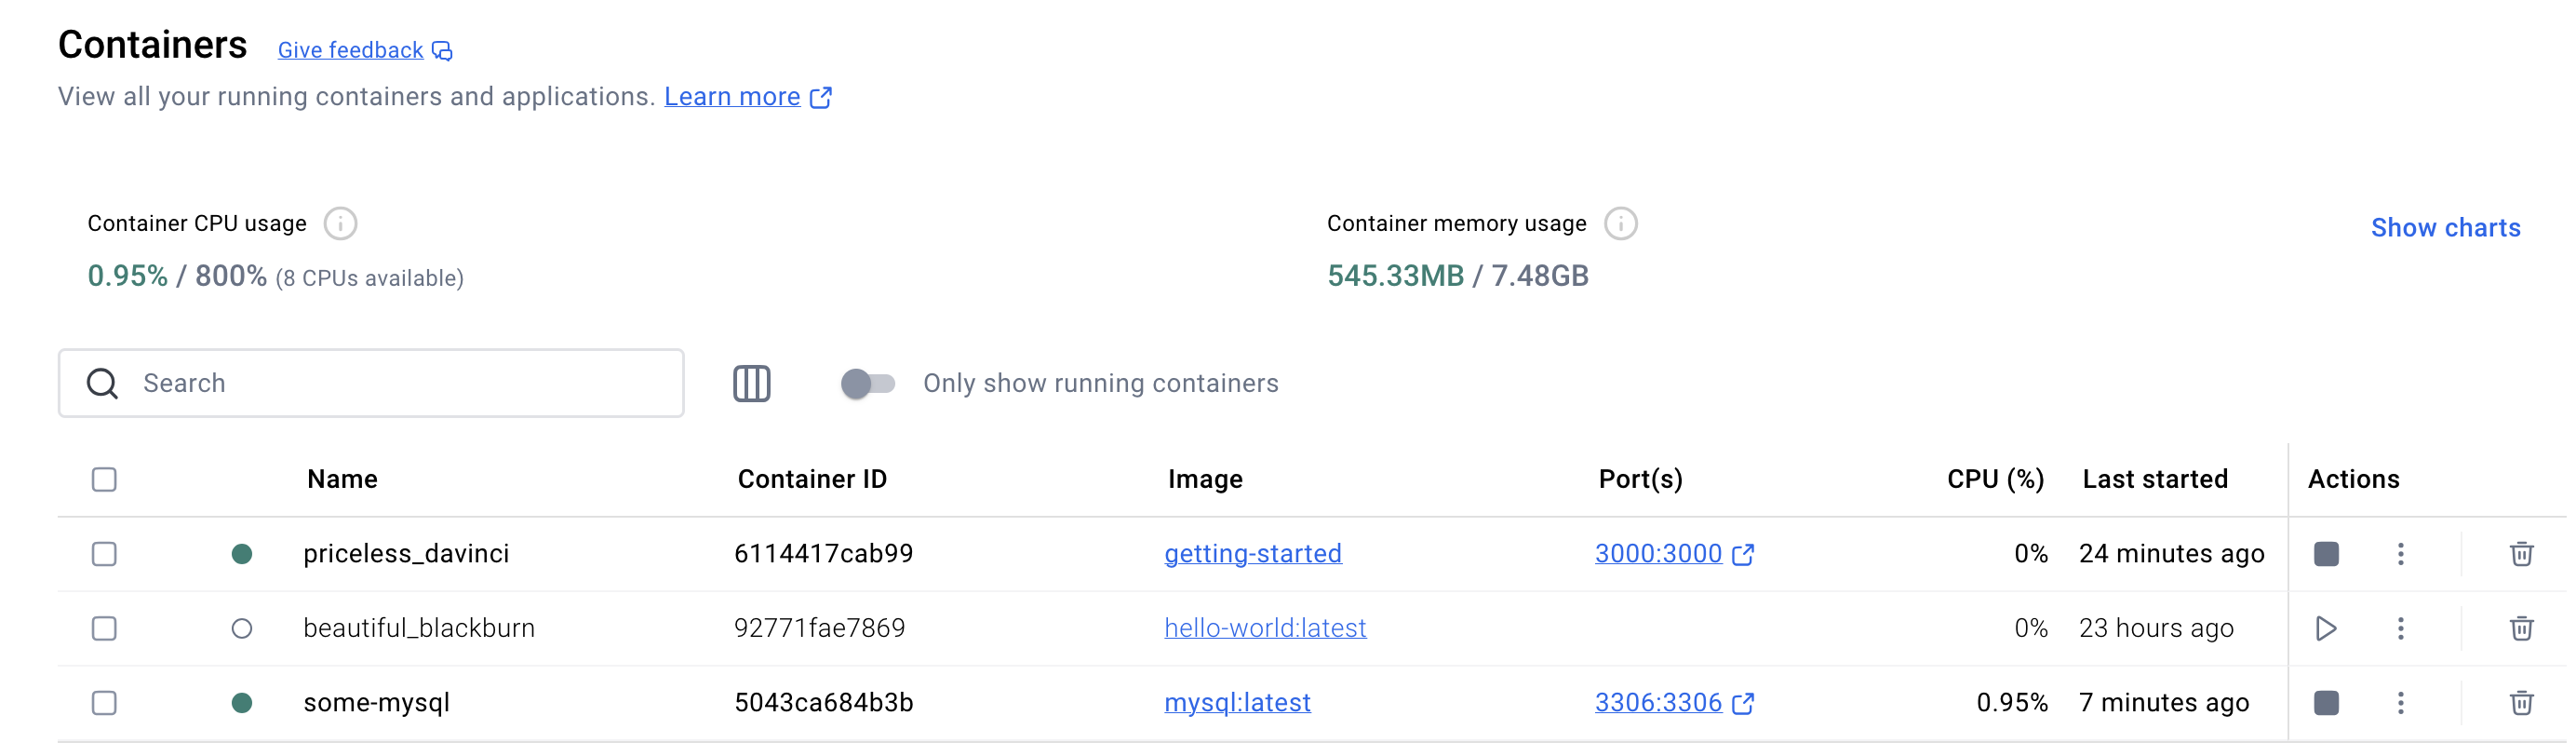 Containers Give feedback
View all your running containers and applications. Learn more
Container CPU usage Container memory usage Show charts
0.95% / 800% (8 CPUs available) 545.33MB / 7.48GB
Search Only show running containers
Name Container ID Image Port(s) CPU (%) Last started Actions
priceless_davinci 6114417cab99 getting-started 3000:3000 0% 24 minutes ago
beautiful_blackburn 92771fae7869 hello-world:latest 0% 23 hours ago
some-mysql 5043ca684b3b mysql:latest 3306:3306 0.95% 7 minutes ago